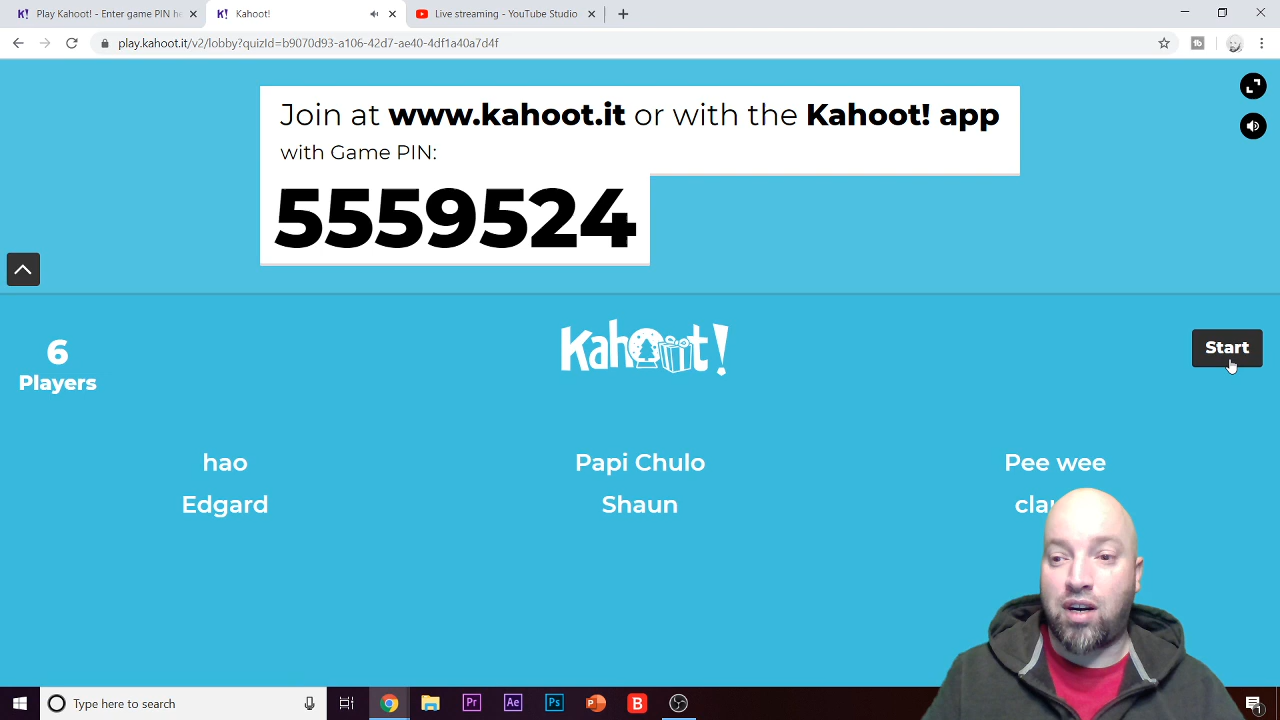 Play Kahoot! - Enter game PIN he
Kahoot!
Live streaming - YouTube Studio
play.kahoot.it/v2/lobby?quizId=b9070d93-a106-42d7-ae40-4df1a40a7d4f
Join at www.kahoot.it or with the Kahoot! app
with Game PIN:
5559524
6
Players
Kahoot!
Start
hao
Papi Chulo
Pee wee
Edgard
Shaun
Type here to search